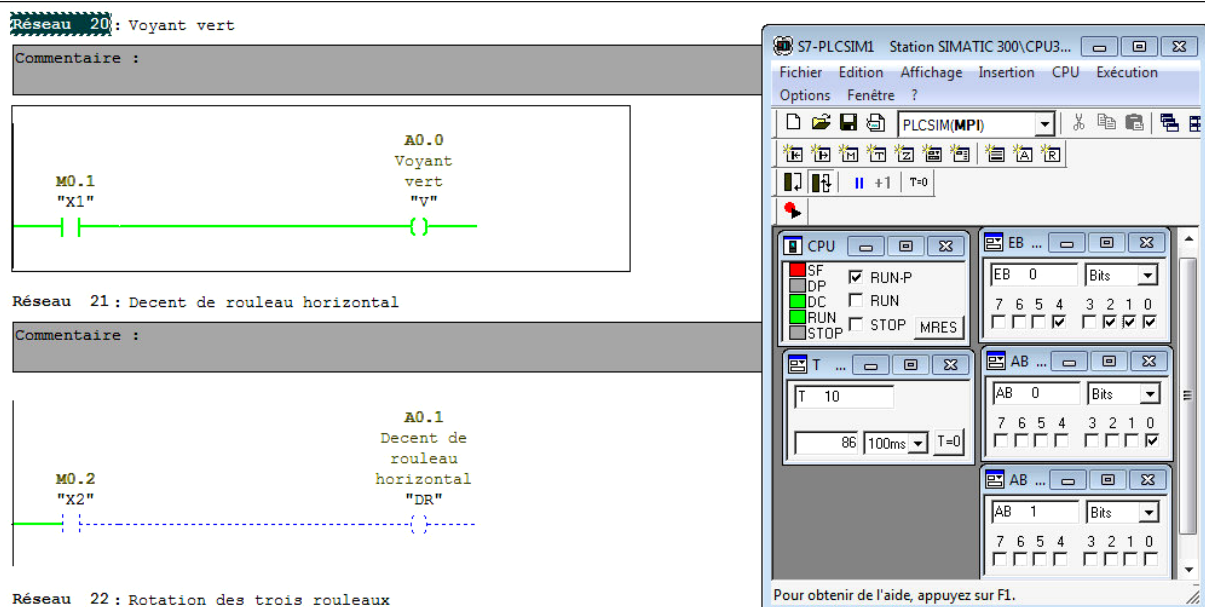 Réseau 20: Voyant vert
Commentaire :
A0.0
Voyant
vert
"V"
M0.1
"X1"
Réseau 21: Decent de rouleau horizontal
Commentaire :
A0.1
Decent de
rouleau
horizontal
"DR"
M0.2
"X2"
Réseau 22: Rotation des trois rouleaux
S7-PLCSIM1 Station SIMATIC 300\CPU3...
Fichier Edition Affichage Insertion CPU Exécution
Options Fenêtre ?
PLCSIM(MPI)
+1 T=0
CPU
SF
DP
DC
RUN
STOP
RUN-P
RUN
STOP MRES
EB ...
EB 0 Bits
7 6 5 4 3 2 1 0
T ...
T 10
86 100ms T=0
AB ...
AB 0 Bits
7 6 5 4 3 2 1 0
AB ...
AB 1 Bits
7 6 5 4 3 2 1 0
Pour obtenir de l'aide, appuyez sur F1.